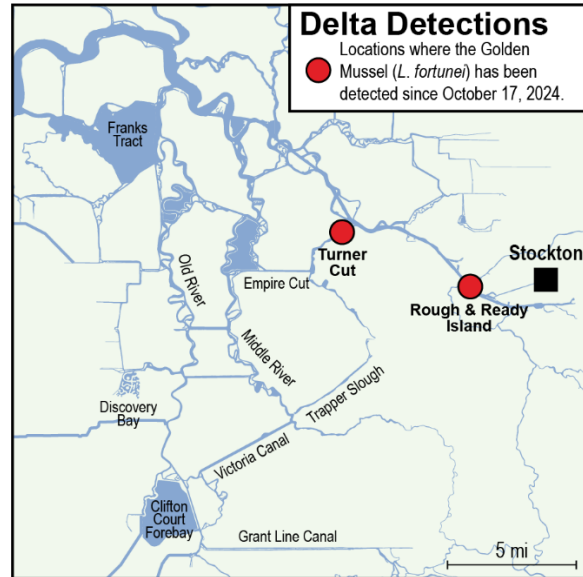 Delta Detections
Locations where the Golden
Mussel (L. fortunei) has been
detected since October 17, 2024.
Franks
Tract
Turner
Cut
Stockton
Old River
Empire Cut
Rough & Ready
Island
Middle River
Trapper Slough
Discovery
Bay
Victoria Canal
Clifton
Court
Forebay
Grant Line Canal
5 mi